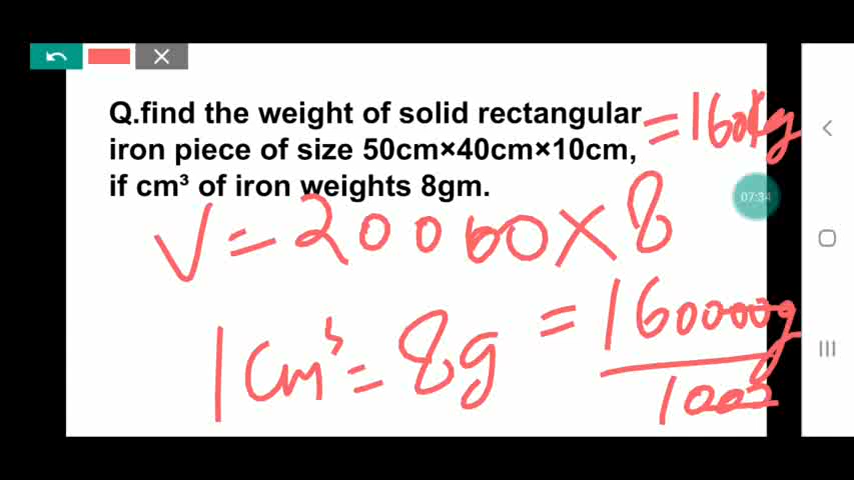 Q.find the weight of solid rectangular
iron piece of size 50cm×40cm×10cm,
if cm³ of iron weights 8gm.
=160kg
07:34
V=20000×8
1cm³=8g
=160000g
1000